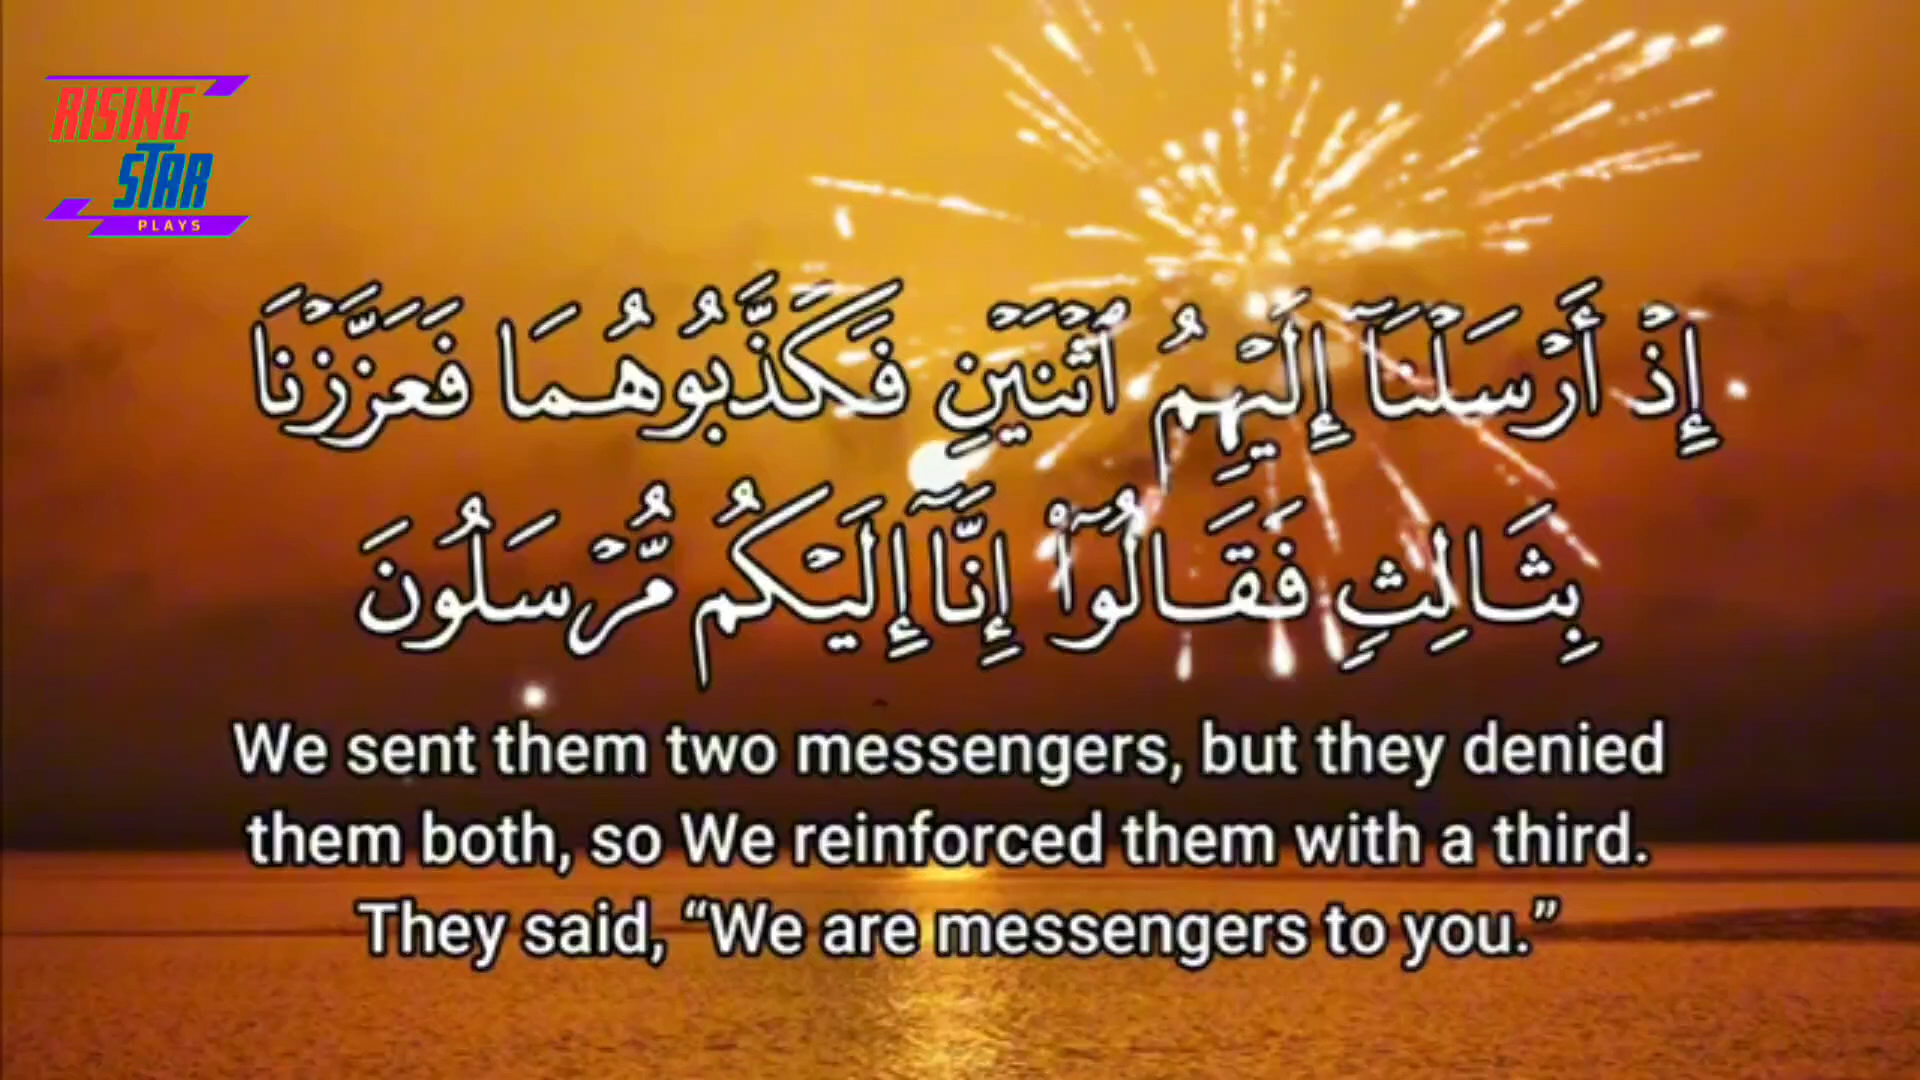 RISING
STAR
PLAYS
إِذْ أَرْسَلْنَآ إِلَيْهِمُ ٱثْنَيْنِ فَكَذَّبُوهُمَا فَعَزَّزْنَا
بِثَالِثٍ فَقَالُوٓا۟ إِنَّآ إِلَيْكُم مُّرْسَلُونَ
We sent them two messengers, but they denied
them both, so We reinforced them with a third.
They said, “We are messengers to you.”